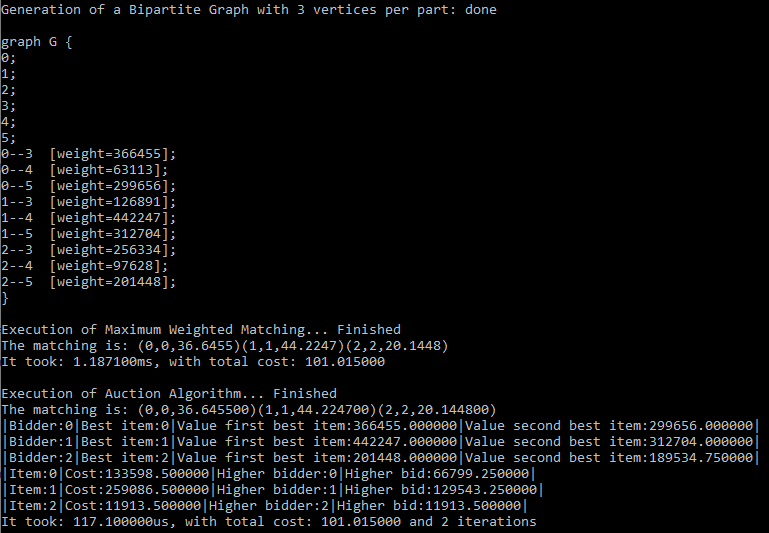 Generation of a Bipartite Graph with 3 vertices per part: done
graph G {
0;
1;
2;
3;
4;
5;
0--3  [weight=366455];
0--4  [weight=63113];
0--5  [weight=299656];
1--3  [weight=126891];
1--4  [weight=442247];
1--5  [weight=312704];
2--3  [weight=256334];
2--4  [weight=97628];
2--5  [weight=201448];
}
Execution of Maximum Weighted Matching... Finished
The matching is: (0,0,36.6455)(1,1,44.2247)(2,2,20.1448)
It took: 1.187100ms, with total cost: 101.015000
Execution of Auction Algorithm... Finished
The matching is: (0,0,36.645500)(1,1,44.224700)(2,2,20.144800)
|Bidder:0|Best item:0|Value first best item:366455.000000|Value second best item:299656.000000|
|Bidder:1|Best item:1|Value first best item:442247.000000|Value second best item:312704.000000|
|Bidder:2|Best item:2|Value first best item:201448.000000|Value second best item:189534.750000|
|Item:0|Cost:133598.500000|Higher bidder:0|Higher bid:66799.250000|
|Item:1|Cost:259086.500000|Higher bidder:1|Higher bid:129543.250000|
|Item:2|Cost:11913.500000|Higher bidder:2|Higher bid:11913.500000|
It took: 117.100000us, with total cost: 101.015000 and 2 iterations